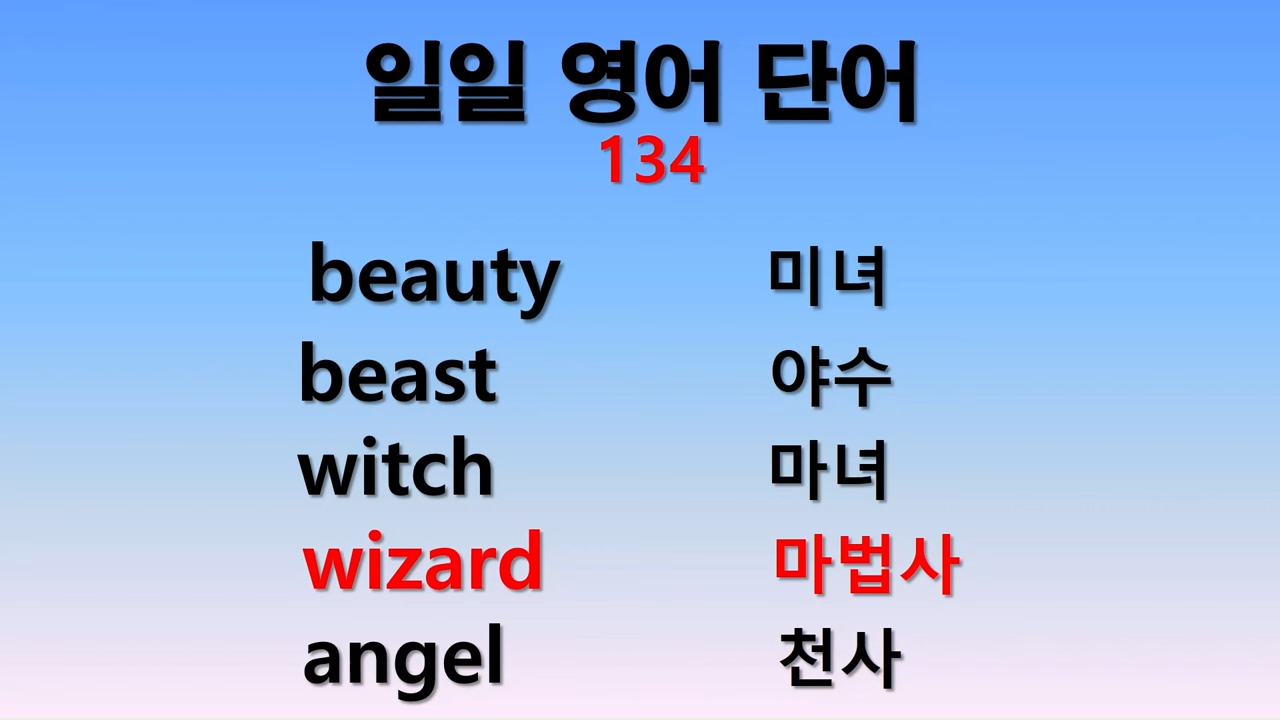 일일 영어 단어
134
beauty 미녀
beast 야수
witch 마녀
wizard 마법사
angel 천사